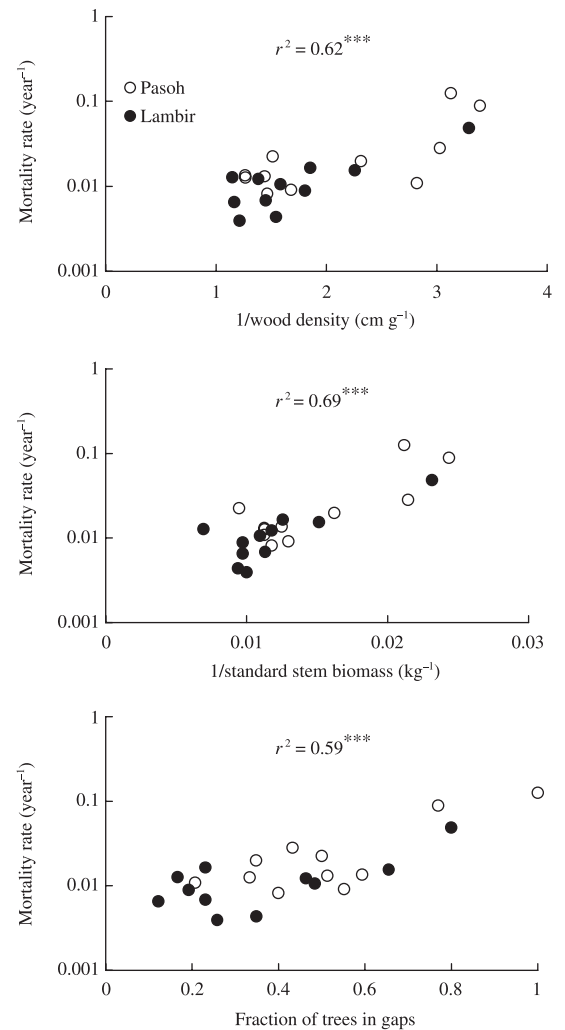 1
r² = 0.62***
Mortality rate (year⁻¹)
0.1
Pasoh
Lambir
0.01
0.001
0 1 2 3 4
1/wood density (cm g⁻¹)
1
r² = 0.69***
Mortality rate (year⁻¹)
0.1
0.01
0.001
0 0.01 0.02 0.03
1/standard stem biomass (kg⁻¹)
1
r² = 0.59***
Mortality rate (year⁻¹)
0.1
0.01
0.001
0 0.2 0.4 0.6 0.8 1
Fraction of trees in gaps